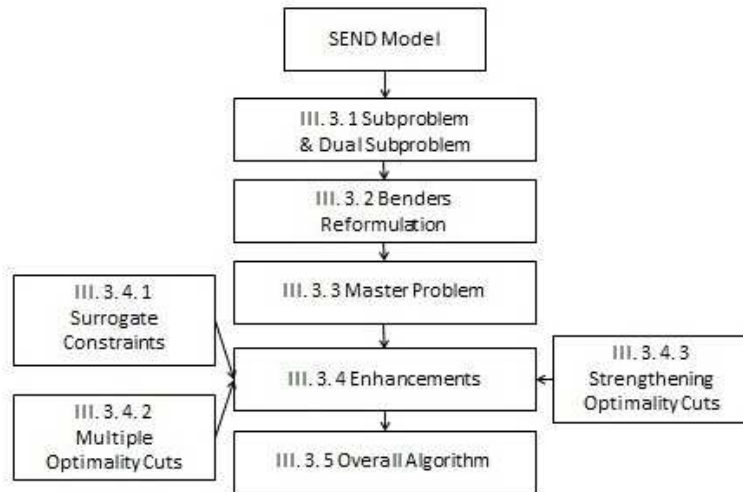 SEND Model
III. 3. 1 Subproblem
& Dual Subproblem
III. 3. 2 Benders
Reformulation
III. 3. 3 Master Problem
III. 3. 4. 1
Surrogate
Constraints
III. 3. 4 Enhancements
III. 3. 4. 3
Strengthening
Optimality Cuts
III. 3. 4. 2
Multiple
Optimality Cuts
III. 3. 5 Overall Algorithm